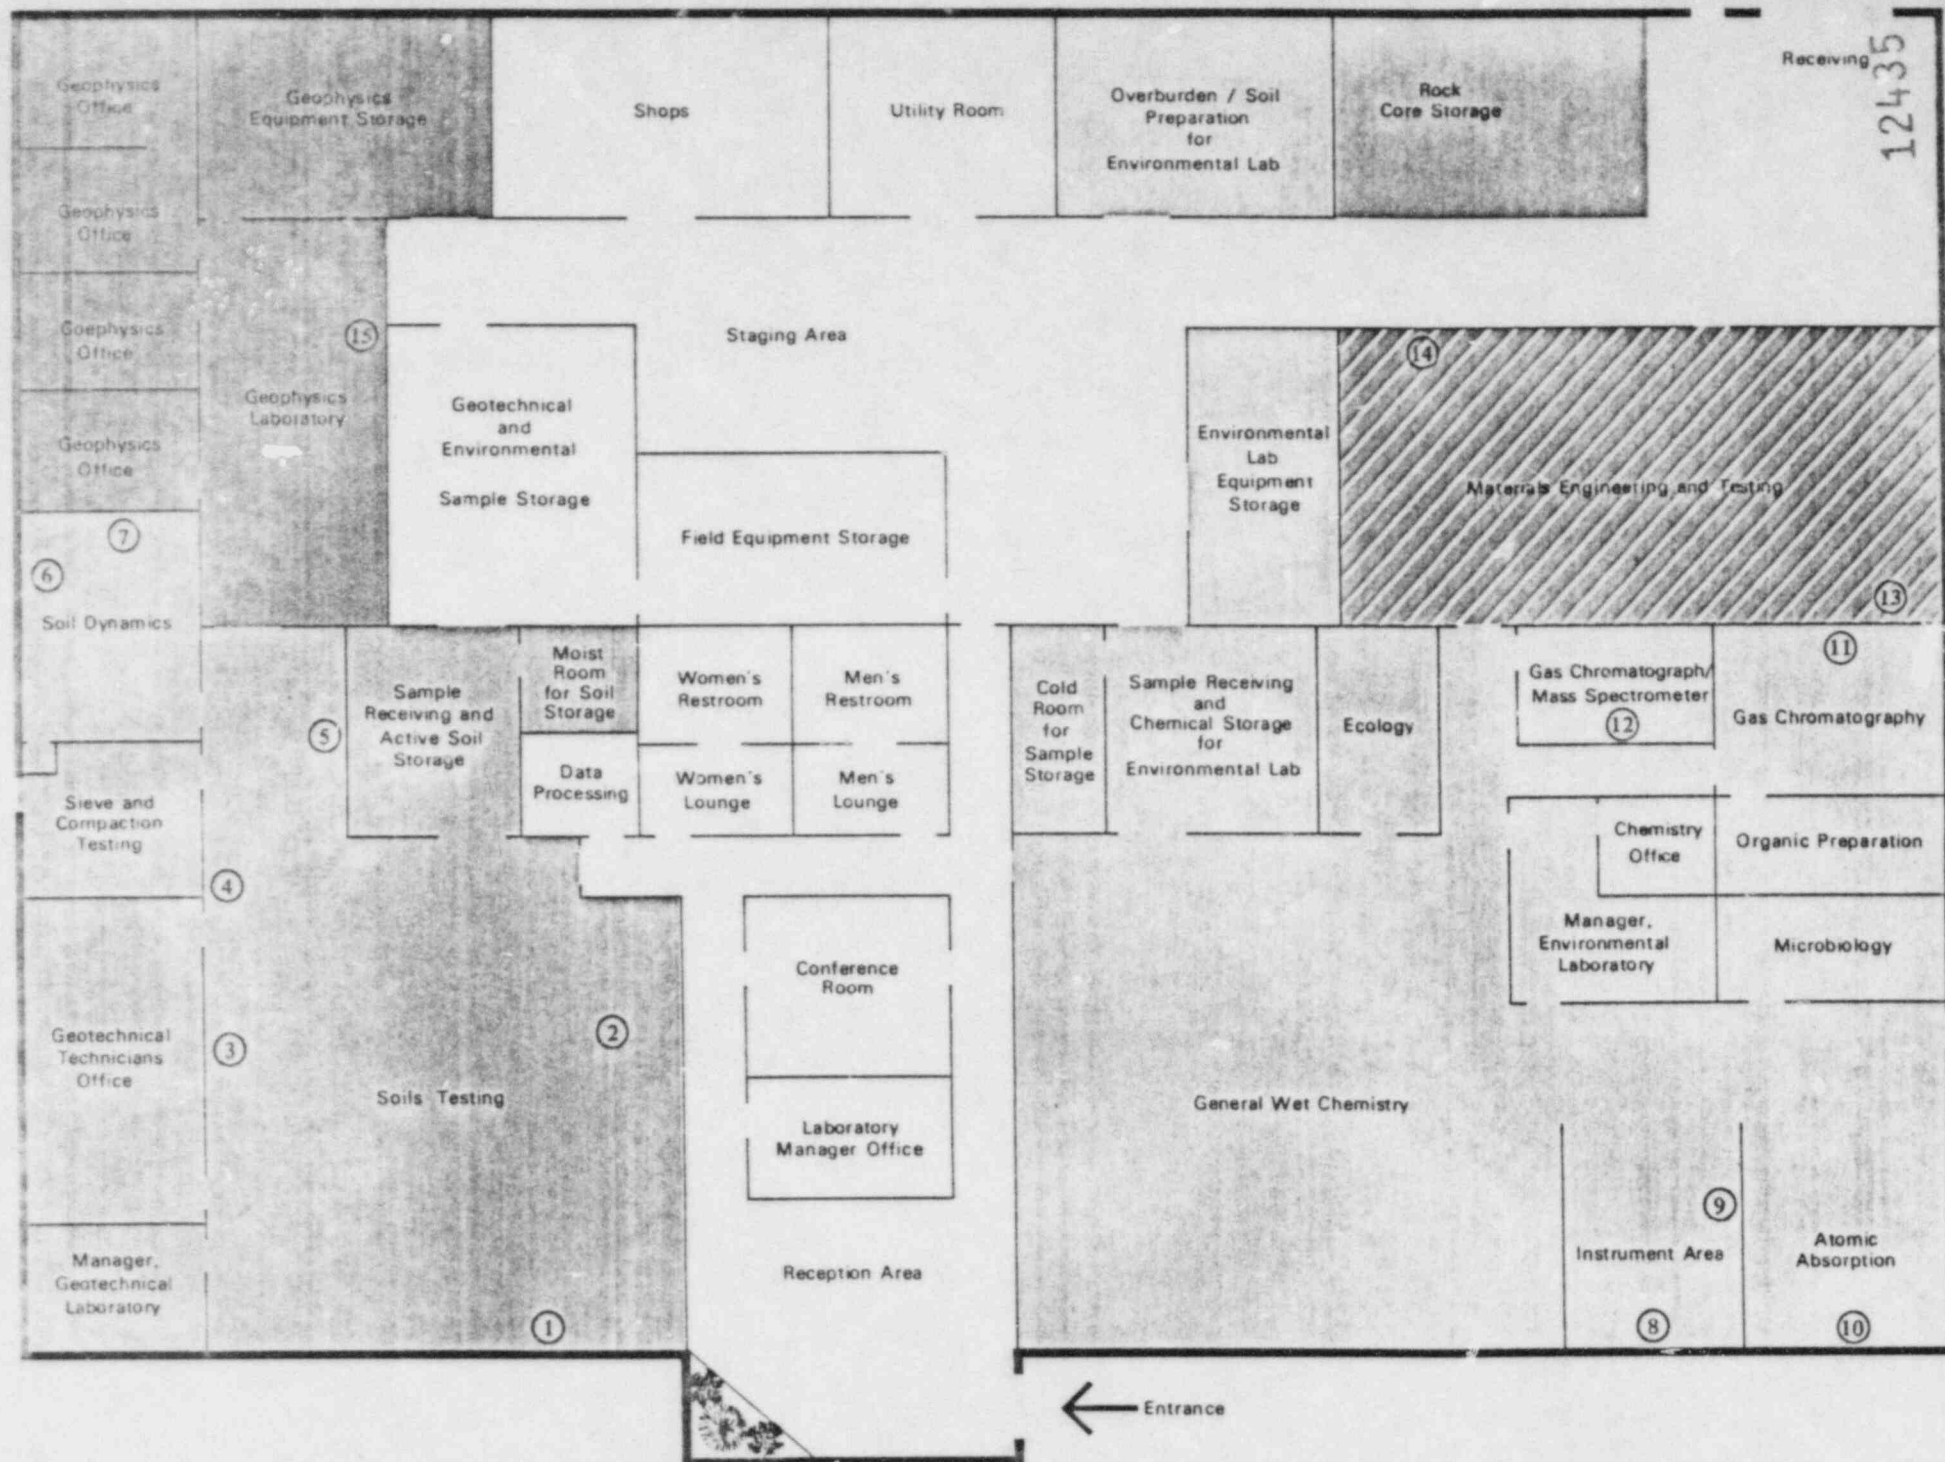 Geophysics
Office
Geophysics
Equipment Storage
Shops
Utility Room
Overburden / Soil
Preparation
for
Environmental Lab
Rock
Core Storage
Receiving
12435
Geophysics
Office
Goephysics
Office
15
Geophysics
Laboratory
Geophysics
Office
Staging Area
Geotechnical
and
Environmental
Sample Storage
Field Equipment Storage
Environmental
Lab
Equipment
Storage
14
Materials Engineering and Testing
13
7
6
Soil Dynamics
5
Sample
Receiving and
Active Soil
Storage
Moist
Room
for Soil
Storage
Data
Processing
Women's
Restroom
Men's
Restroom
Women's
Lounge
Men's
Lounge
Cold
Room
for
Sample
Storage
Sample Receiving
and
Chemical Storage
for
Environmental Lab
Ecology
Gas Chromatograph/
Mass Spectrometer
12
11
Gas Chromatography
Sieve and
Compaction
Testing
4
Chemistry
Office
Organic Preparation
Manager,
Environmental
Laboratory
Microbiology
Geotechnical
Technicians
Office
3
2
Soils Testing
Conference
Room
Laboratory
Manager Office
General Wet Chemistry
9
Instrument Area
Atomic
Absorption
8
10
Manager,
Geotechnical
Laboratory
1
Reception Area
Entrance